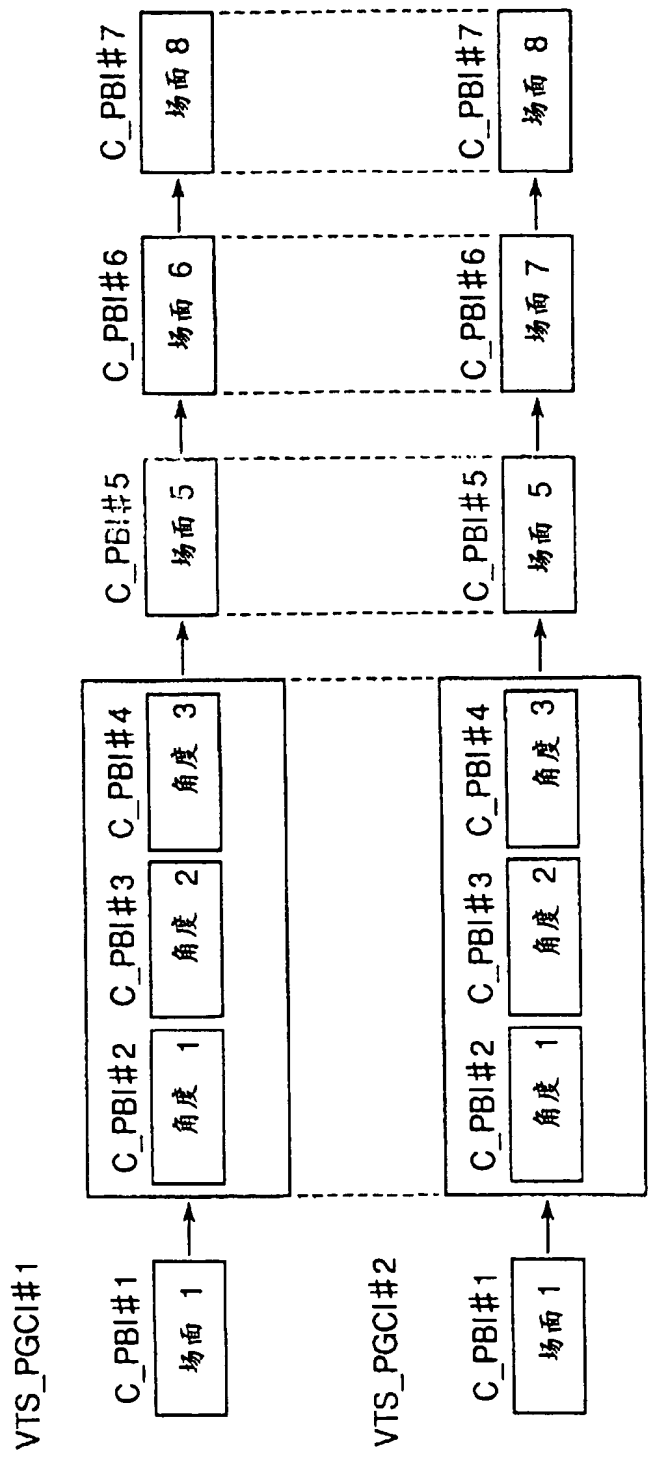 VTS_PGCI#1
C_PBI#1
场面 1
C_PBI#2
角度 1
C_PBI#3
角度 2
C_PBI#4
角度 3
C_PBI#5
场面 5
C_PBI#6
场面 6
C_PBI#7
场面 8
VTS_PGCI#2
C_PBI#1
场面 1
C_PBI#2
角度 1
C_PBI#3
角度 2
C_PBI#4
角度 3
C_PBI#5
场面 5
C_PBI#6
场面 7
C_PBI#7
场面 8